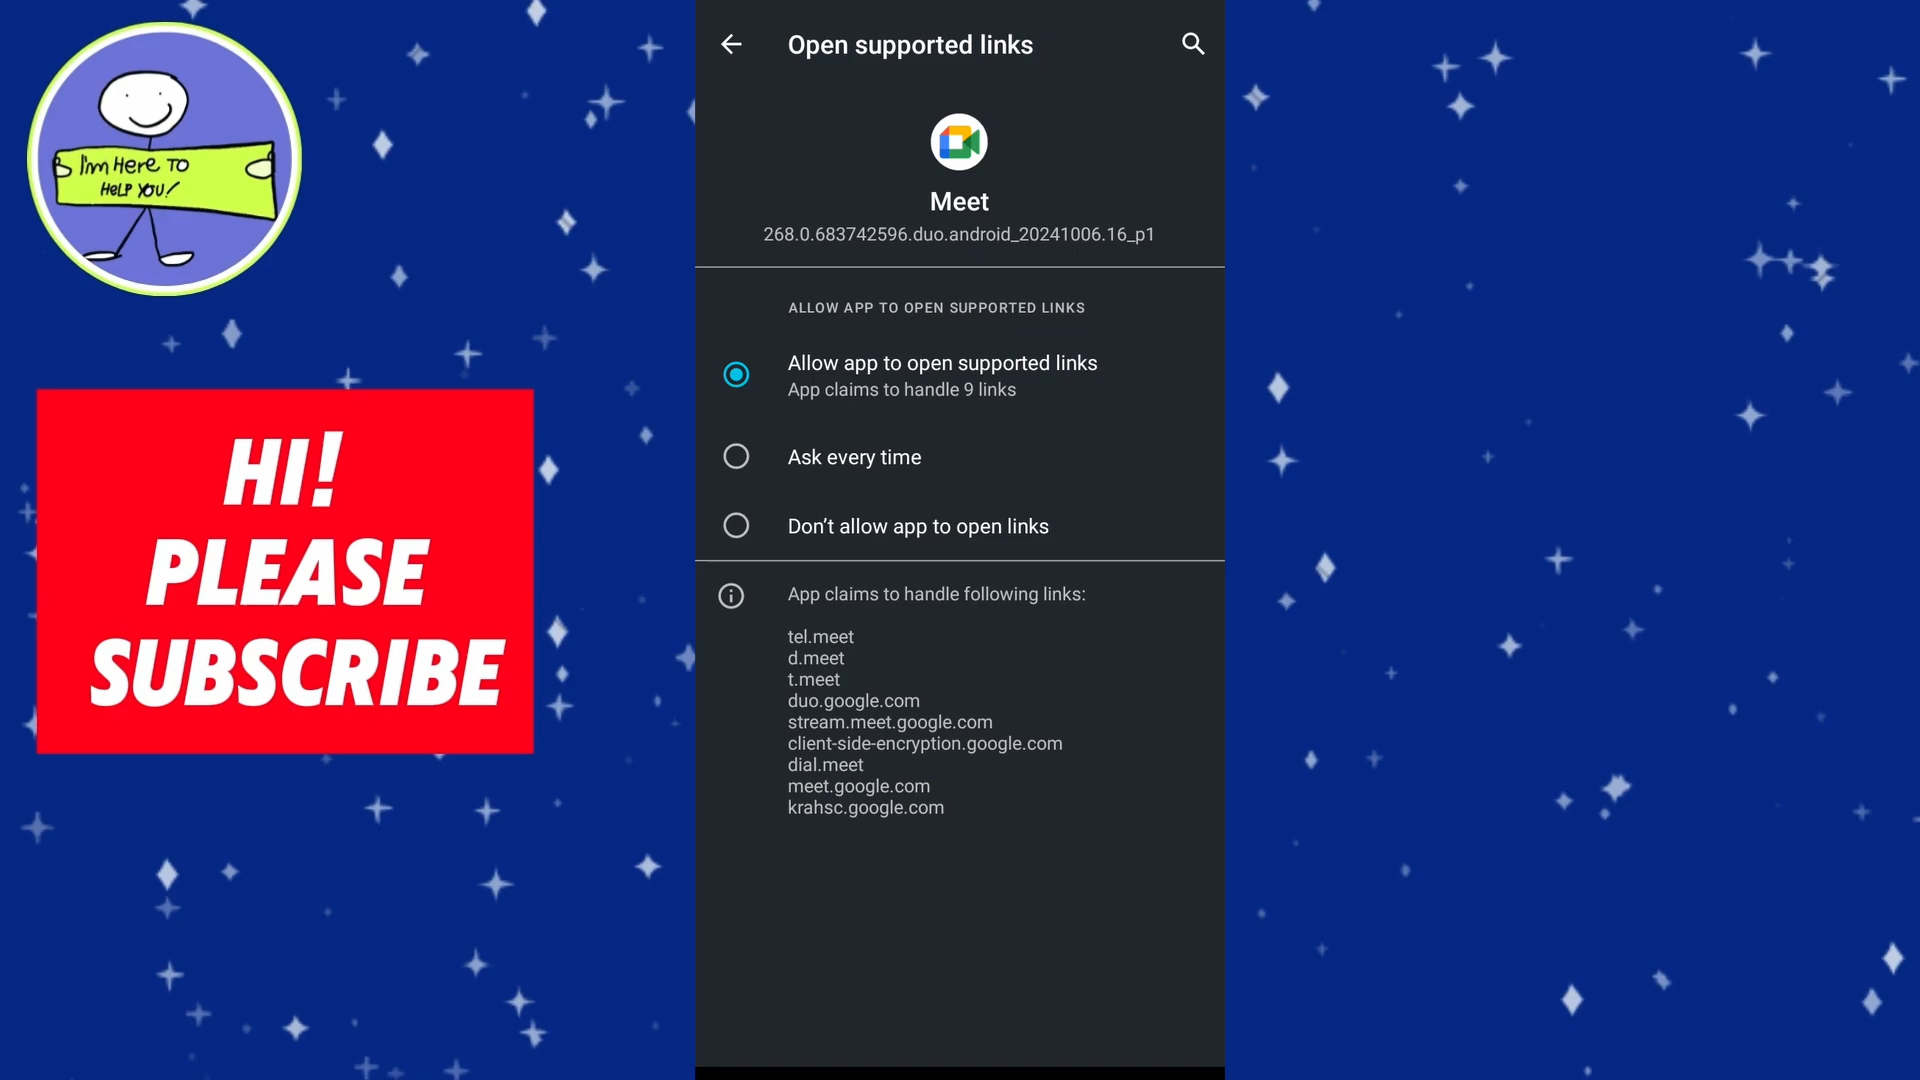 I'm Here To
HELP YOU!
HI!
PLEASE
SUBSCRIBE
Open supported links
Meet
268.0.683742596.duo.android_20241006.16_p1
ALLOW APP TO OPEN SUPPORTED LINKS
Allow app to open supported links
App claims to handle 9 links
Ask every time
Don’t allow app to open links
App claims to handle following links:
tel.meet
d.meet
t.meet
duo.google.com
stream.meet.google.com
client-side-encryption.google.com
dial.meet
meet.google.com
krahsc.google.com